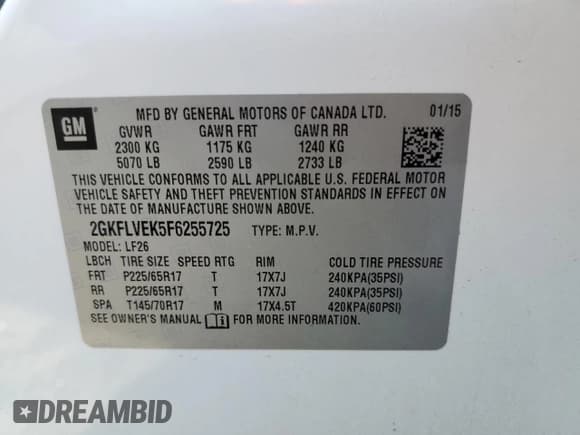 GM
MFD BY GENERAL MOTORS OF CANADA LTD. 01/15
GVWR GAWR FRT GAWR RR
2300 KG 1175 KG 1240 KG
5070 LB 2590 LB 2733 LB
THIS VEHICLE CONFORMS TO ALL APPLICABLE U.S. FEDERAL MOTOR
VEHICLE SAFETY AND THEFT PREVENTION STANDARDS IN EFFECT ON
THE DATE OF MANUFACTURE SHOWN ABOVE.
2GKFLVEK5F6255725 TYPE: M.P.V.
MODEL: LF26
LBCH TIRE SIZE SPEED RTG RIM COLD TIRE PRESSURE
FRT P225/65R17 T 17X7J 240KPA(35PSI)
RR P225/65R17 T 17X7J 240KPA(35PSI)
SPA T145/70R17 M 17X4.5T 420KPA(60PSI)
SEE OWNER'S MANUAL FOR MORE INFORMATION.
DREAMBID